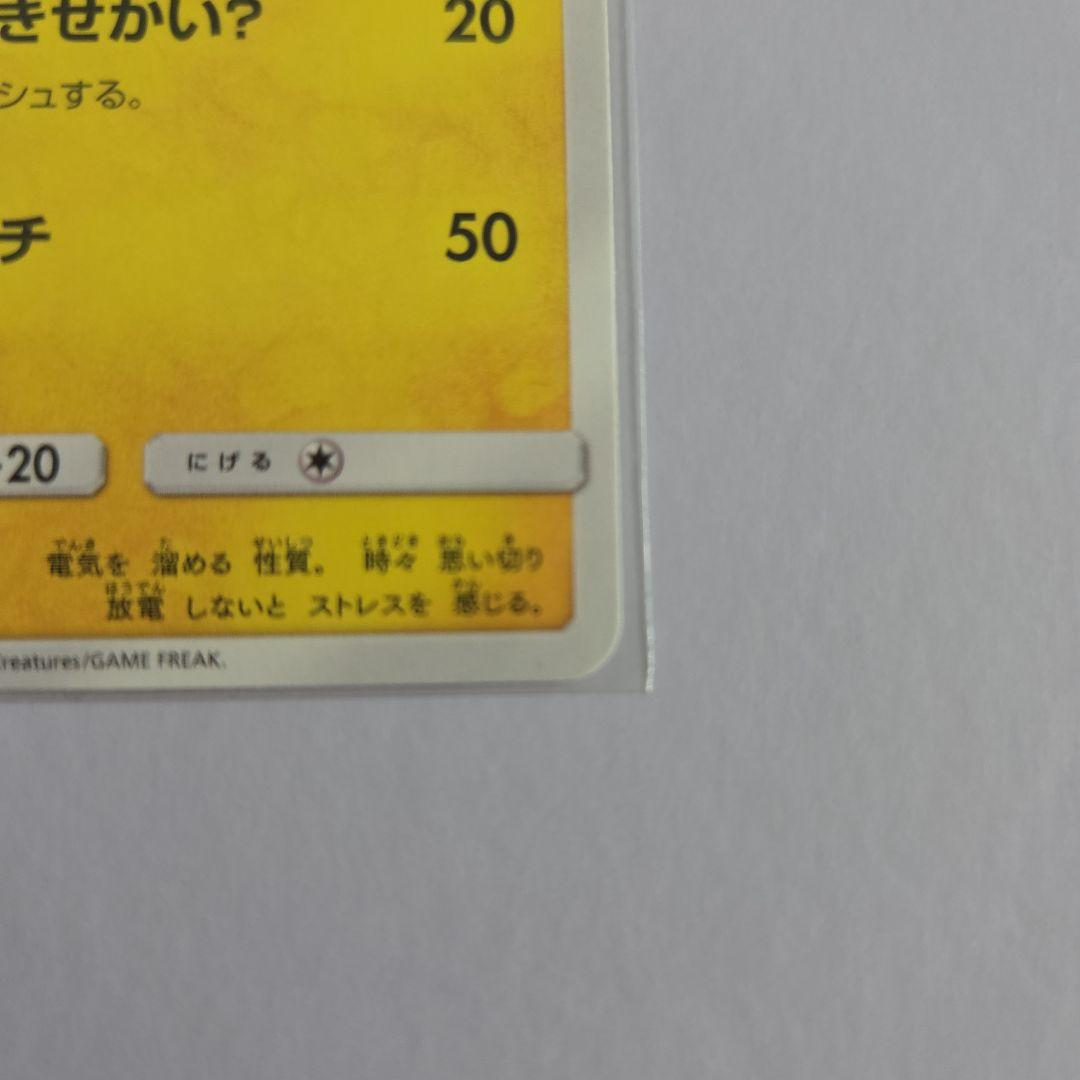 きせかい? 20
シュする。
チ 50
-20 にげる
電気を 溜める 性質。 時々 思い切り
放電 しないと ストレスを 感じる。
Creatures/GAME FREAK.